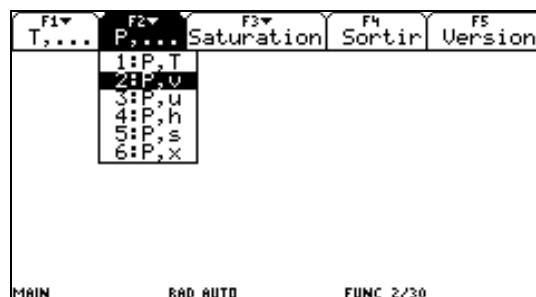 F1▼ F2▼ F3▼ F4 F5
T,... P,... Saturation Sortir Version
1:P,T
2:P,v
3:P,u
4:P,h
5:P,s
6:P,x
MAIN RAD AUTO FUNC 2/30